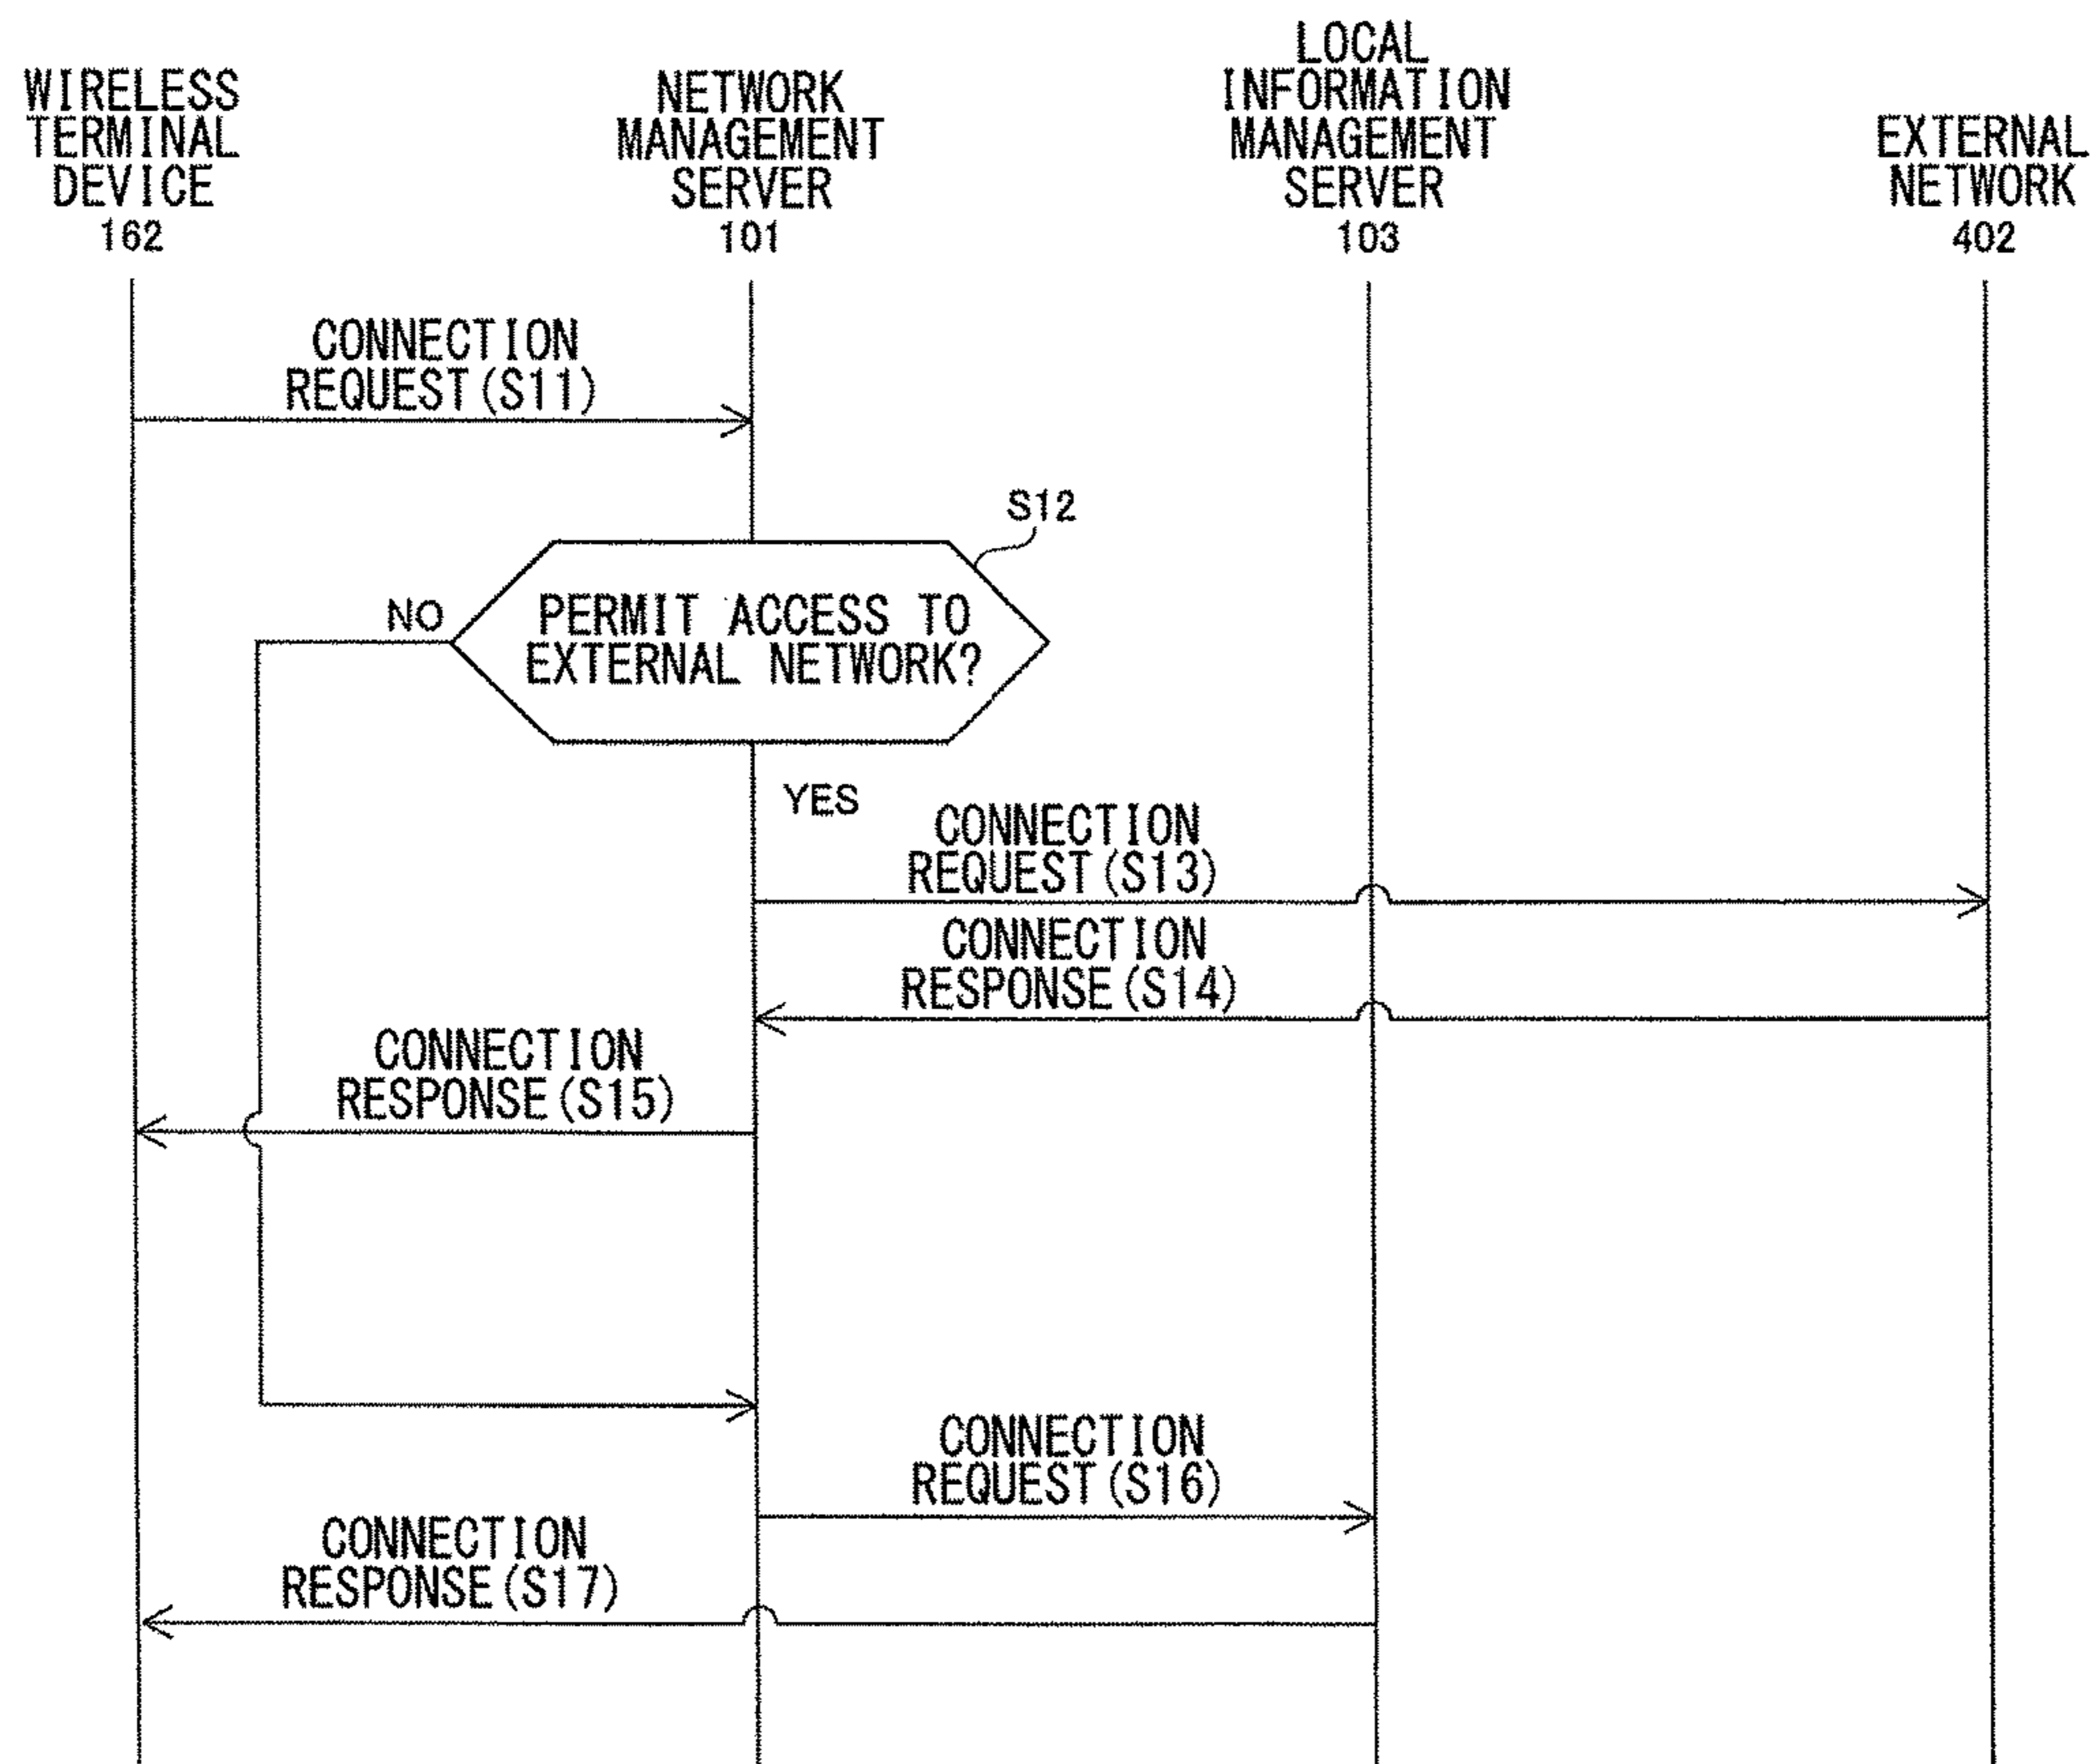 WIRELESS
TERMINAL
DEVICE
162
NETWORK
MANAGEMENT
SERVER
101
LOCAL
INFORMATION
MANAGEMENT
SERVER
103
EXTERNAL
NETWORK
402
CONNECTION
REQUEST(S11)
S12
NO
PERMIT ACCESS TO
EXTERNAL NETWORK?
YES
CONNECTION
REQUEST(S13)
CONNECTION
RESPONSE(S14)
CONNECTION
RESPONSE(S15)
CONNECTION
REQUEST(S16)
CONNECTION
RESPONSE(S17)